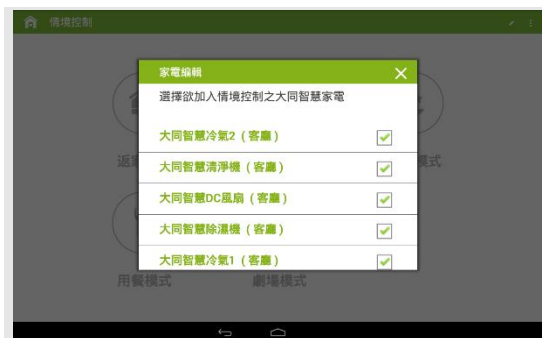 情境控制
家電編輯
選擇欲加入情境控制之大同智慧家電
大同智慧冷氣2 ( 客廳 )
大同智慧清淨機 ( 客廳 )
大同智慧DC風扇 ( 客廳 )
大同智慧除濕機 ( 客廳 )
大同智慧冷氣1 ( 客廳 )
返
模式
用餐模式
劇場模式